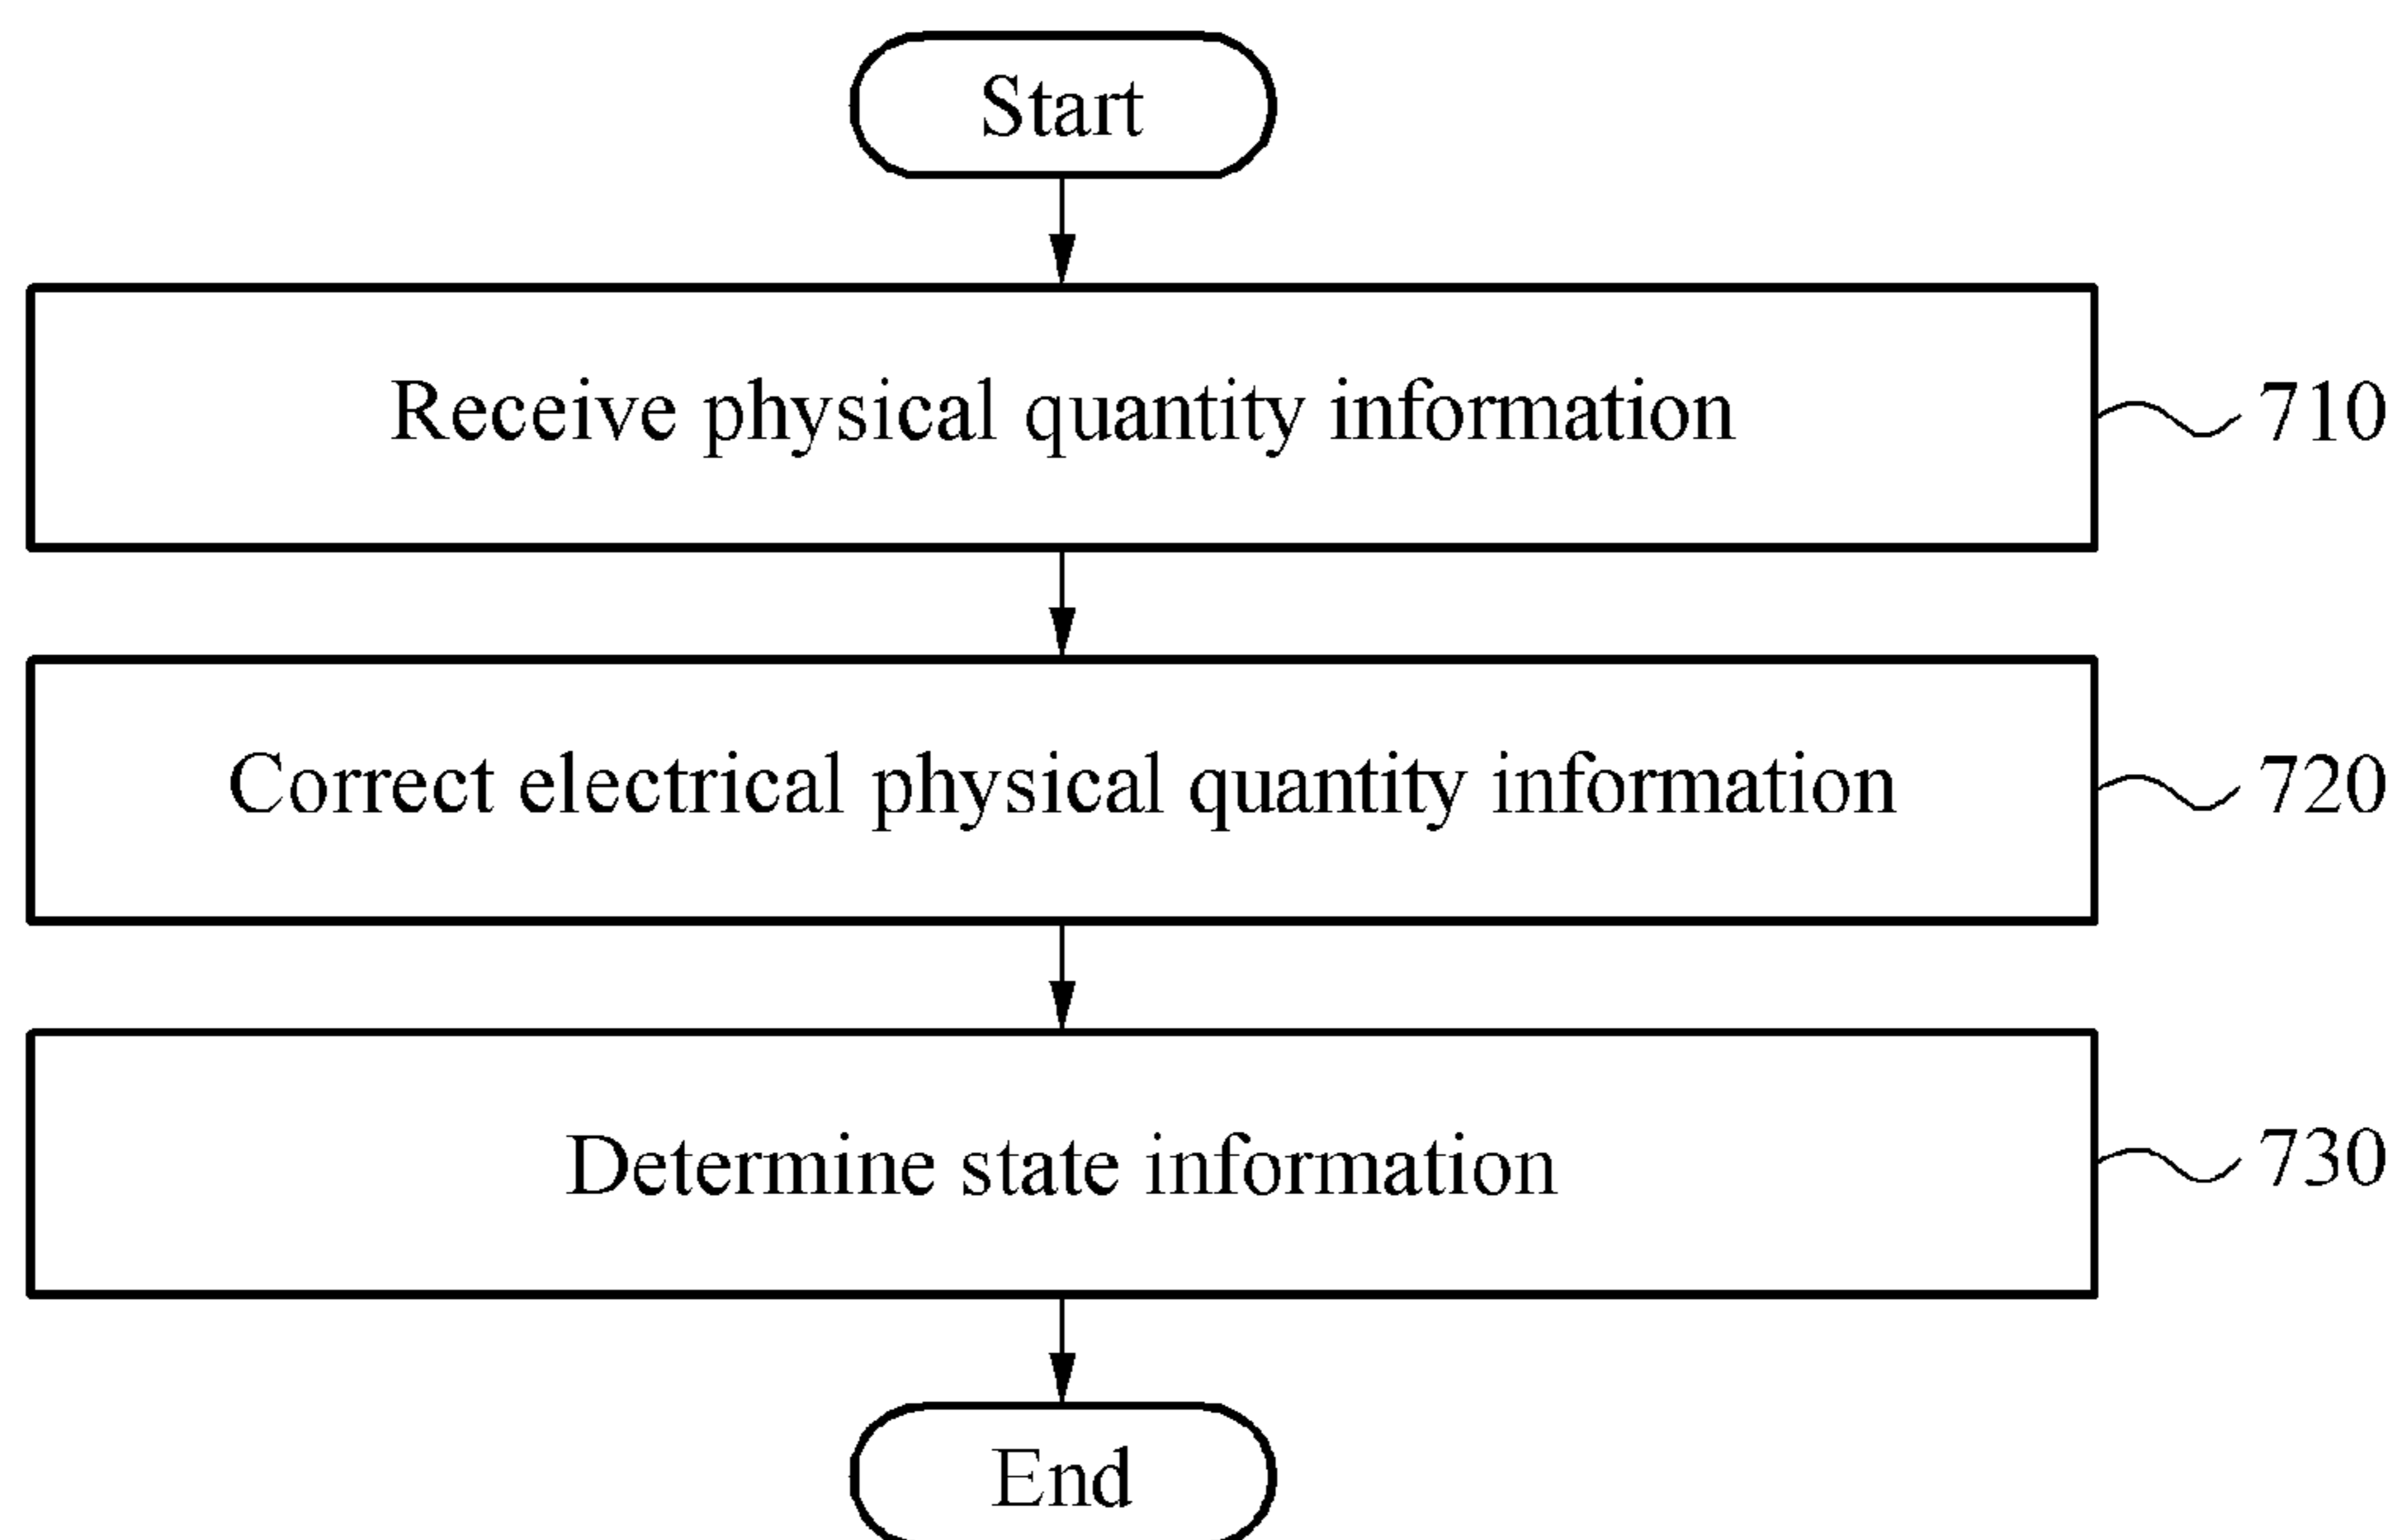 Start
Receive physical quantity information
710
Correct electrical physical quantity information
720
Determine state information
730
End